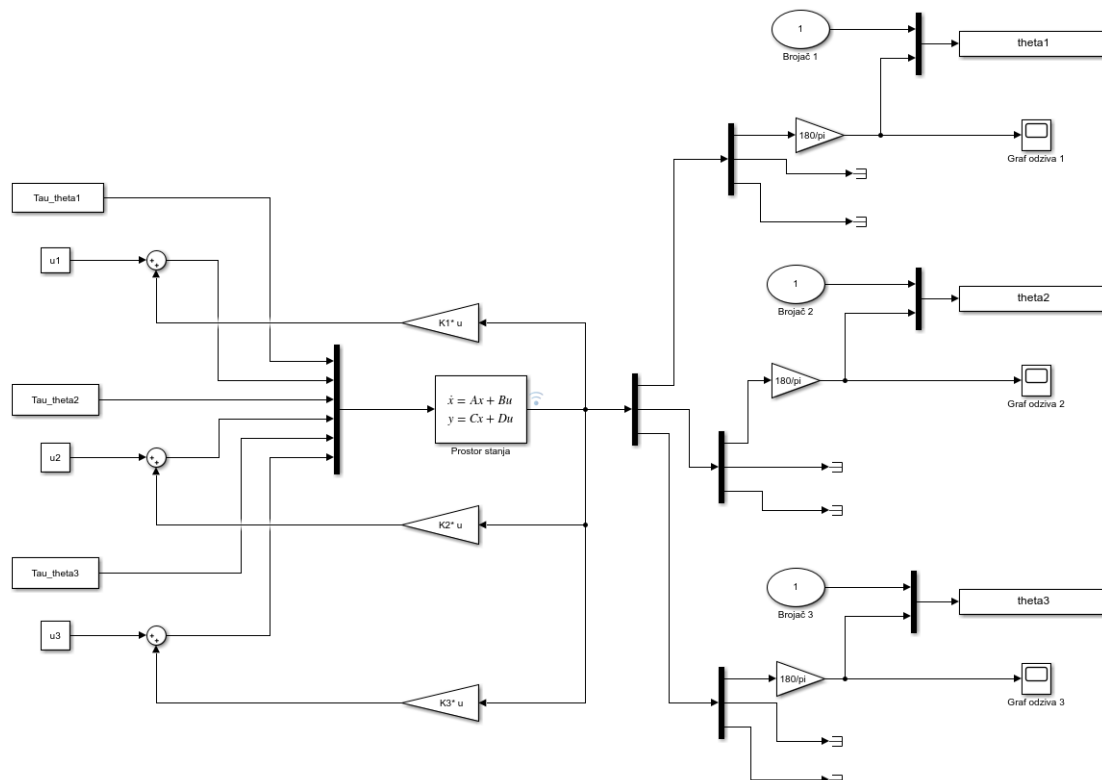 1
Brojač 1
theta1
180/pi
Graf odziva 1
Tau_theta1
u1
+
+
K1* u
1
Brojač 2
theta2
180/pi
Graf odziva 2
Tau_theta2
ẋ = Ax + Bu
y = Cx + Du
Prostor stanja
u2
+
+
K2* u
Tau_theta3
1
Brojač 3
theta3
u3
+
+
180/pi
Graf odziva 3
K3* u